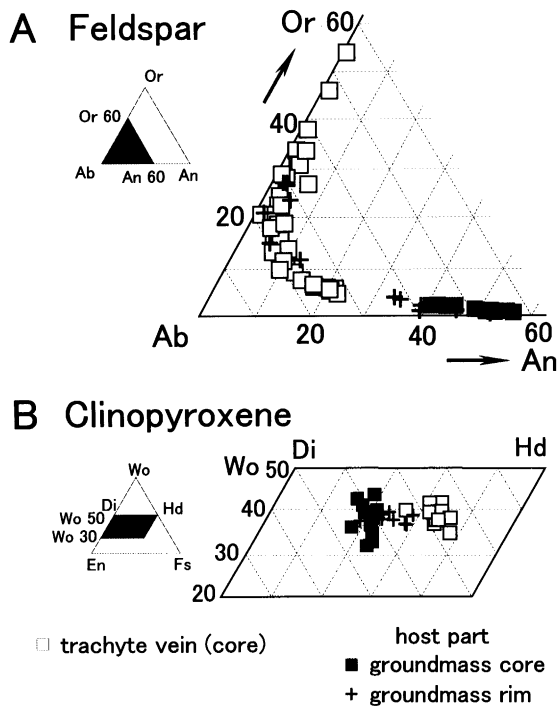 A Feldspar
Or 60
Or
Or 60
40
Ab
An 60
An
20
Ab
20
40
60
An
B Clinopyroxene
Di
Hd
Wo 50
Wo
Di
Hd
Wo 50
Wo 30
En
Fs
40
30
20
trachyte vein (core)
host part
groundmass core
groundmass rim